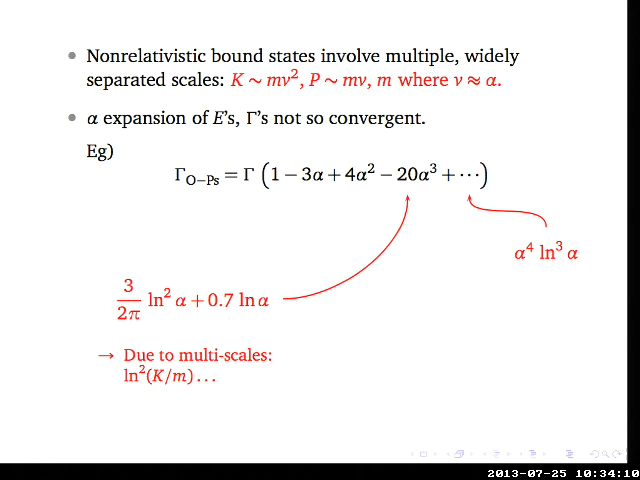 • Nonrelativistic bound states involve multiple, widely
separated scales: K ∼ mv², P ∼ mv, m where v ≈ α.
• α expansion of E's, Γ's not so convergent.
Eg)
Γ_O−Ps = Γ (1 − 3α + 4α² − 20α³ + ⋯)
α⁴ ln³ α
3/2π ln² α + 0.7 ln α
→ Due to multi-scales:
ln²(K/m)…
2013-07-25 10:34:10